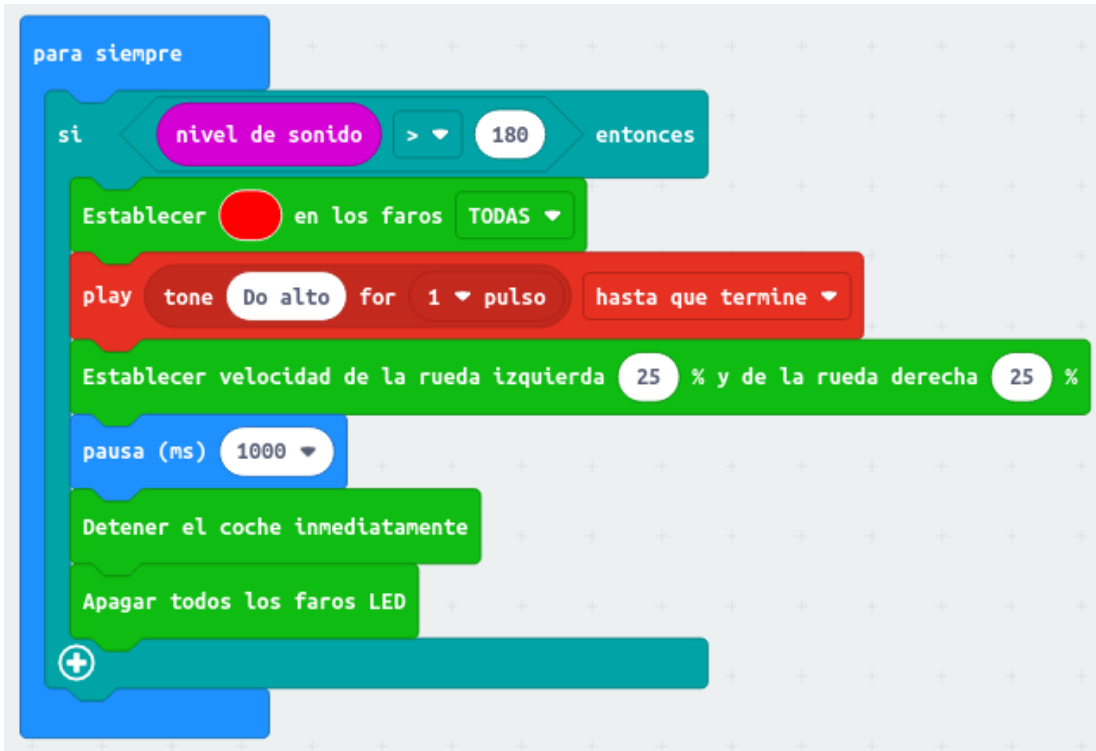 para siempre
si nivel de sonido > 180 entonces
Establecer en los faros TODAS
play tone Do alto for 1 pulso hasta que termine
Establecer velocidad de la rueda izquierda 25 % y de la rueda derecha 25 %
pausa (ms) 1000
Detener el coche inmediatamente
Apagar todos los faros LED